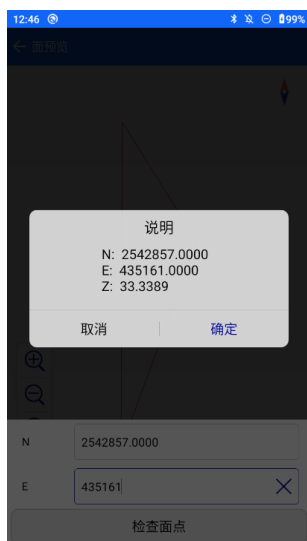 12:46
99%
面预览
说明
N: 2542857.0000
E: 435161.0000
Z: 33.3389
取消
确定
N
2542857.0000
E
435161
检查面点